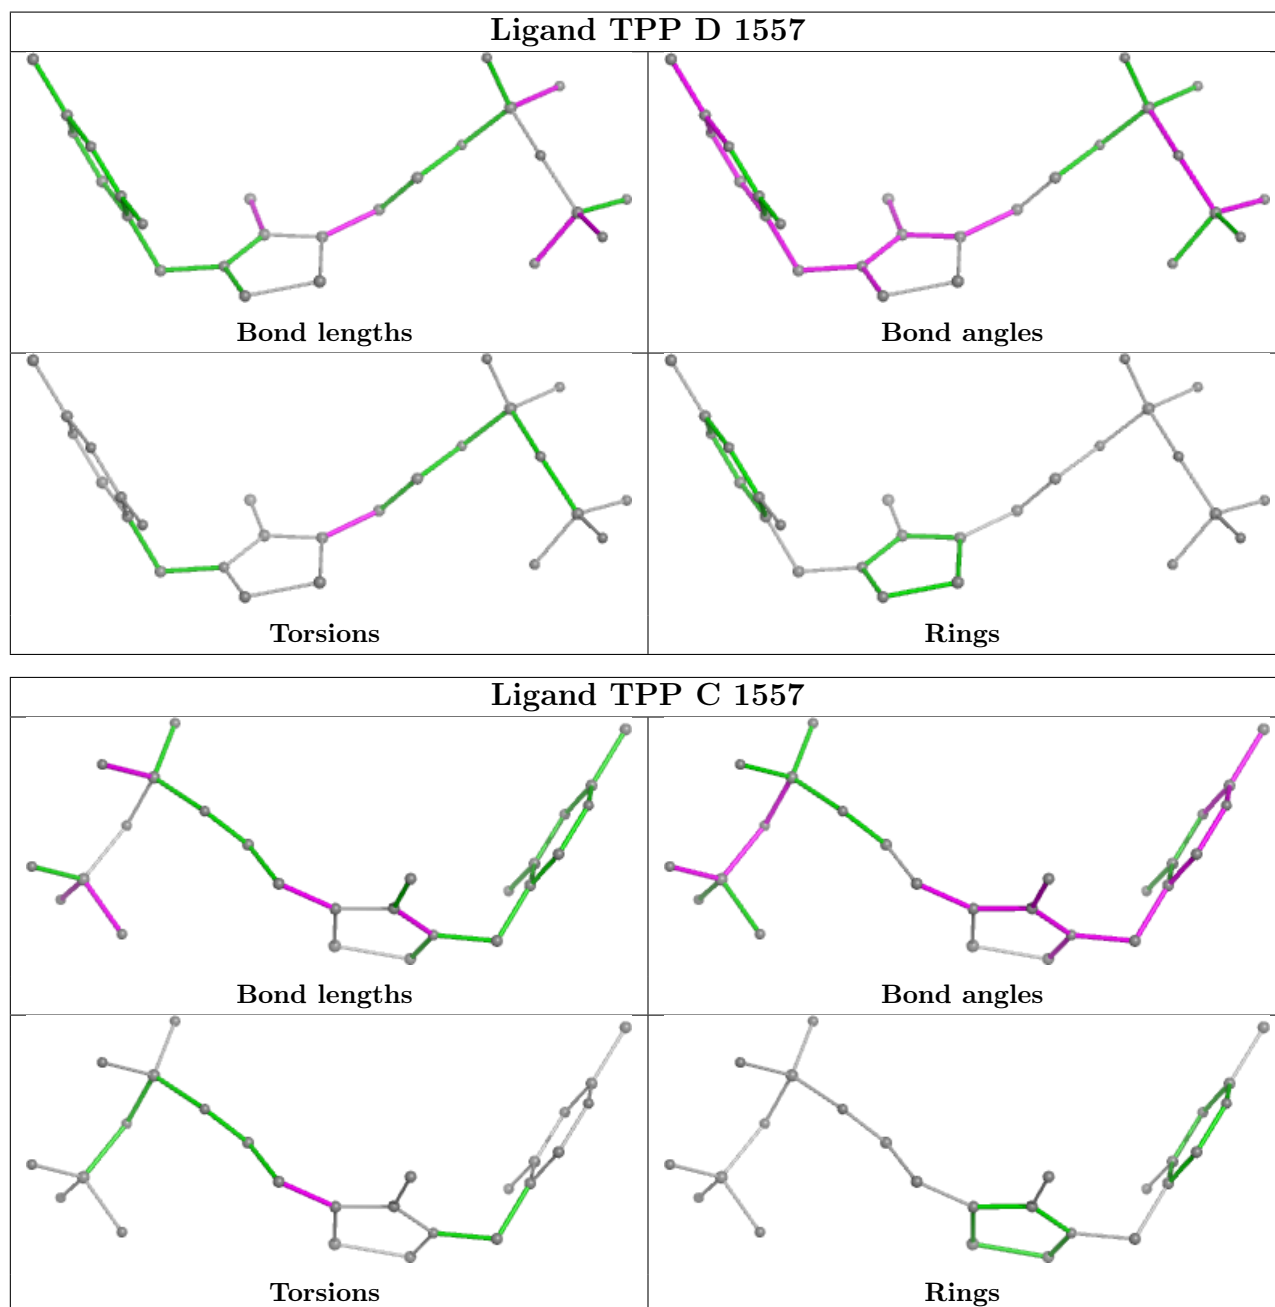 Ligand TPP D 1557
Bond lengths
Bond angles
Torsions
Rings
Ligand TPP C 1557
Bond lengths
Bond angles
Torsions
Rings